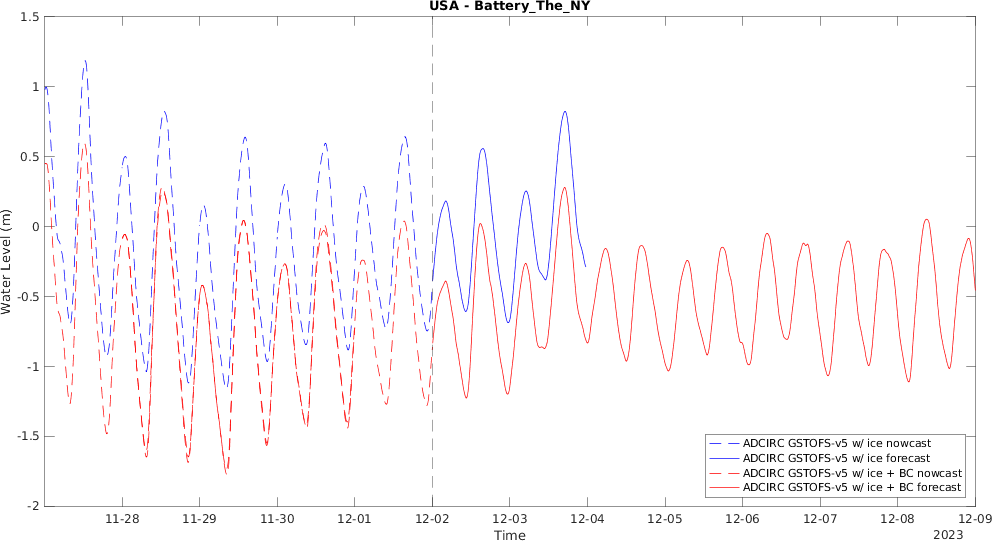 USA - Battery_The_NY
1.5
1
0.5
0
-0.5
-1
-1.5
-2
Water Level (m)
ADCIRC GSTOFS-v5 w/ ice nowcast
ADCIRC GSTOFS-v5 w/ ice forecast
ADCIRC GSTOFS-v5 w/ ice + BC nowcast
ADCIRC GSTOFS-v5 w/ ice + BC forecast
11-28 11-29 11-30 12-01 12-02 12-03 12-04 12-05 12-06 12-07 12-08 12-09
Time
2023